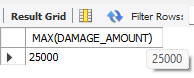 Result Grid Filter Rows:
MAX(DAMAGE_AMOUNT)
25000
25000